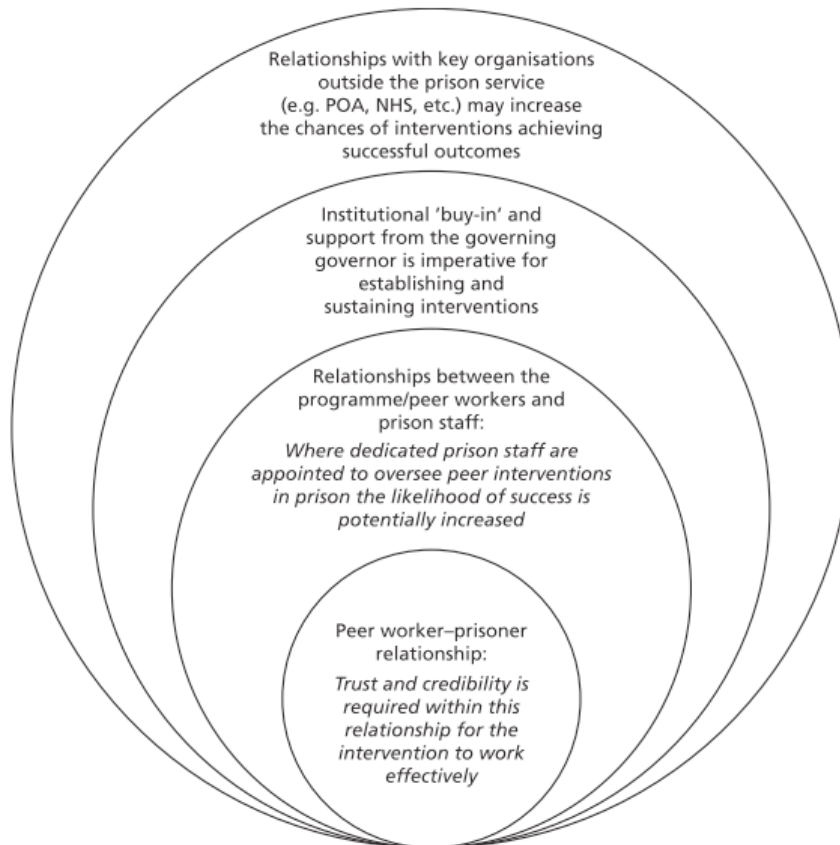 Relationships with key organisations
outside the prison service
(e.g. POA, NHS, etc.) may increase
the chances of interventions achieving
successful outcomes
Institutional ‘buy-in’ and
support from the governing
governor is imperative for
establishing and
sustaining interventions
Relationships between the
programme/peer workers and
prison staff:
Where dedicated prison staff are
appointed to oversee peer interventions
in prison the likelihood of success is
potentially increased
Peer worker–prisoner
relationship:
Trust and credibility is
required within this
relationship for the
intervention to work
effectively